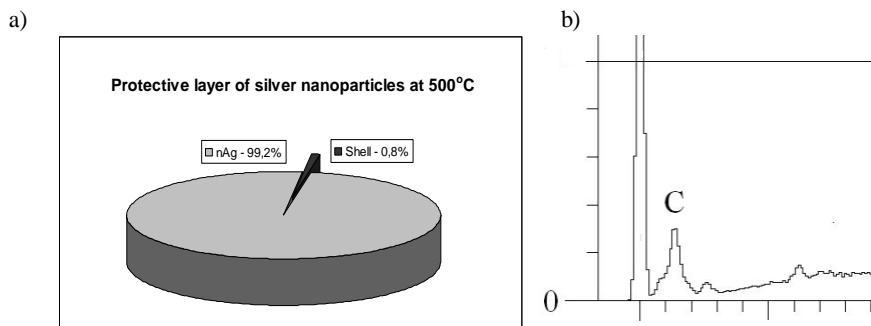 a)
b)
Protective layer of silver nanoparticles at 500°C
nAg - 99,2%
Shell - 0,8%
C
0